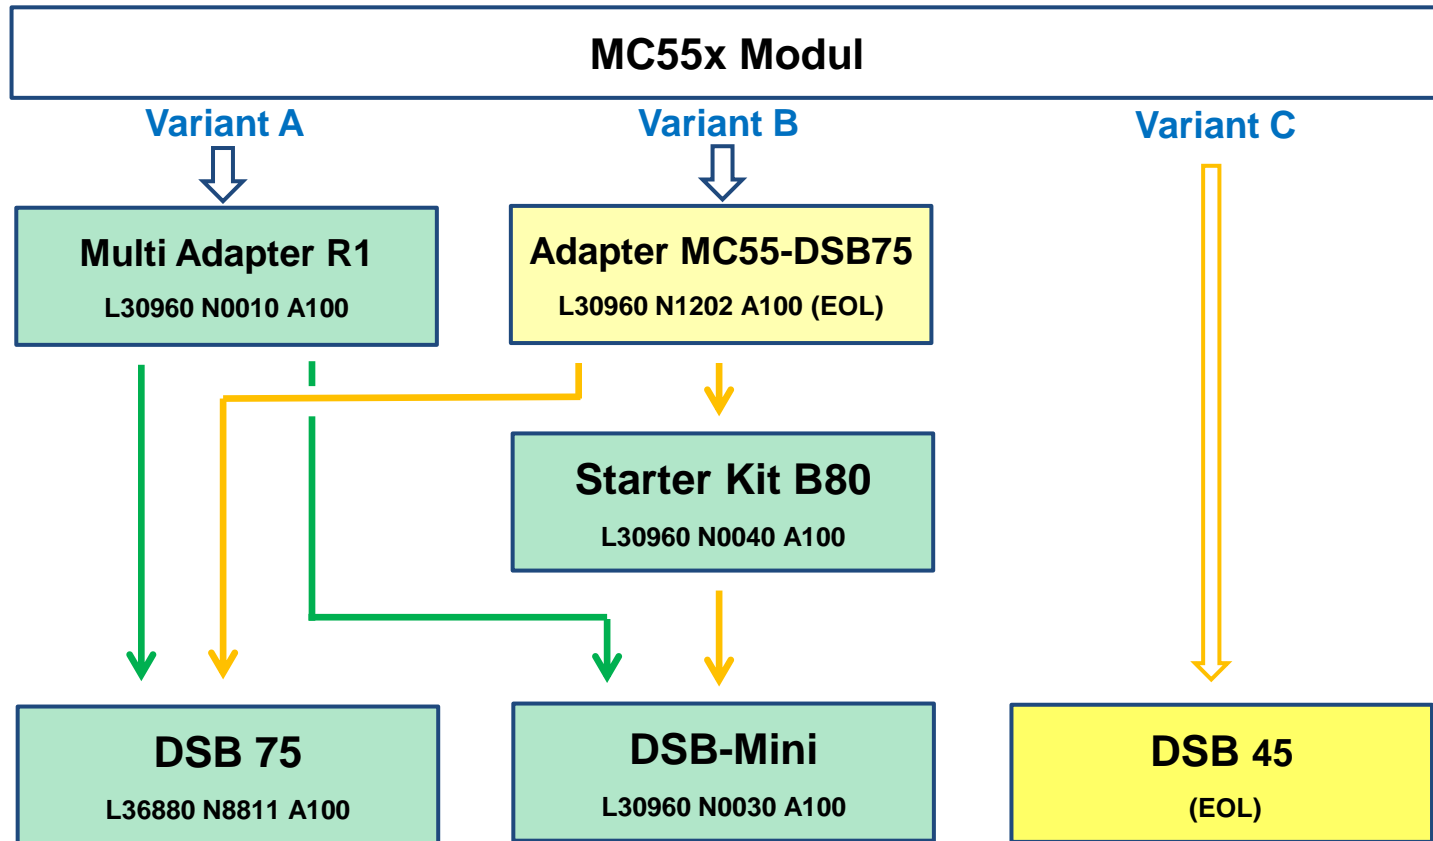 MC55x Modul
Variant A
Variant B
Variant C
Multi Adapter R1
L30960 N0010 A100
Adapter MC55-DSB75
L30960 N1202 A100 (EOL)
Starter Kit B80
L30960 N0040 A100
DSB 75
L36880 N8811 A100
DSB-Mini
L30960 N0030 A100
DSB 45
(EOL)